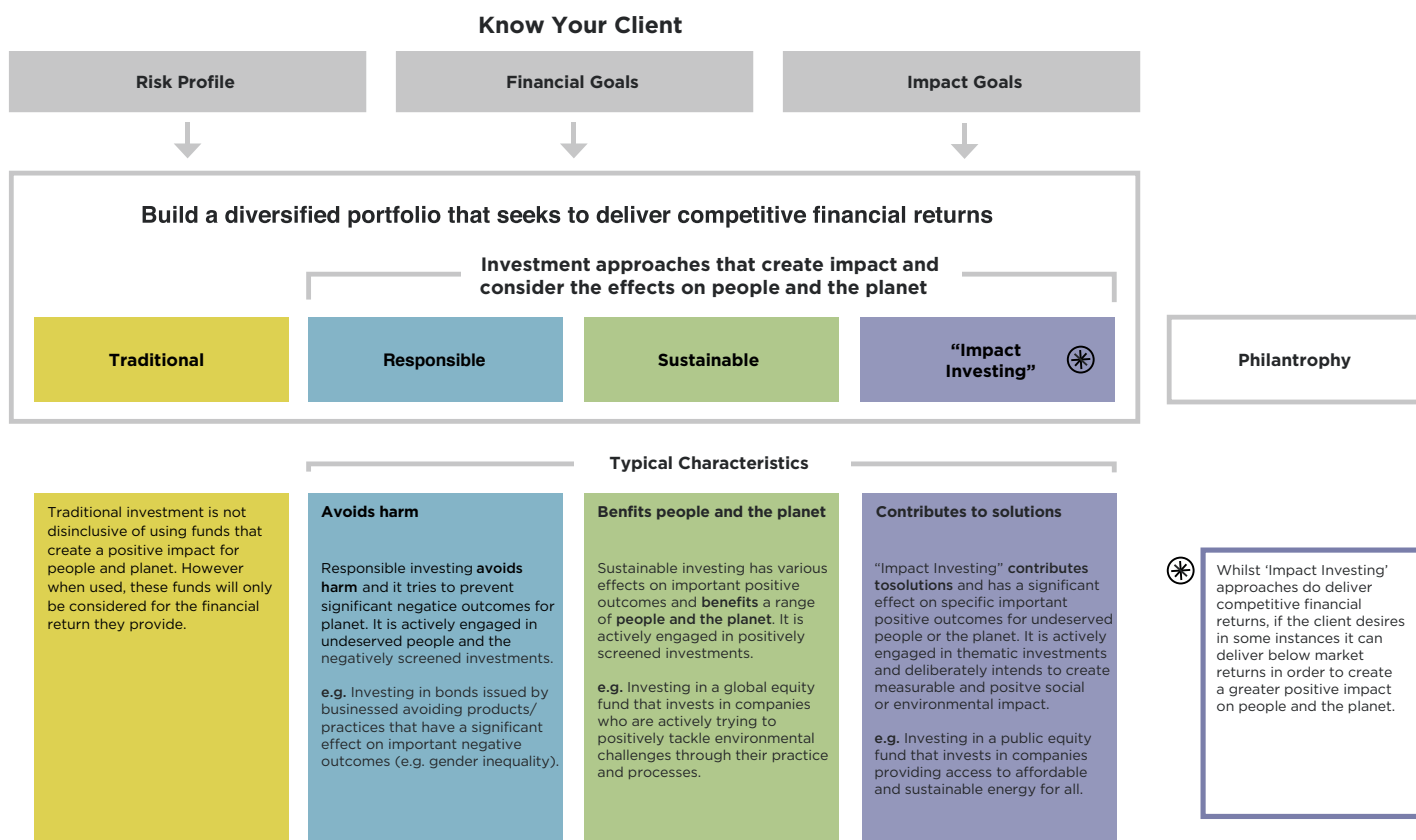 Know Your Client
Risk Profile
Financial Goals
Impact Goals
Build a diversified portfolio that seeks to deliver competitive financial returns
Investment approaches that create impact and
consider the effects on people and the planet
Traditional
Responsible
Sustainable
“Impact
Investing”
Philantrophy
Typical Characteristics
Traditional investment is not
disinclusive of using funds that
create a positive impact for
people and planet. However
when used, these funds will only
be considered for the financial
return they provide.
Avoids harm
Responsible investing avoids
harm and it tries to prevent
significant negatice outcomes for
planet. It is actively engaged in
undeserved people and the
negatively screened investments.
e.g. Investing in bonds issued by
businessed avoiding products/
practices that have a significant
effect on important negative
outcomes (e.g. gender inequality).
Benfits people and the planet
Sustainable investing has various
effects on important positive
outcomes and benefits a range
of people and the planet. It is
actively engaged in positively
screened investments.
e.g. Investing in a global equity
fund that invests in companies
who are actively trying to
positively tackle environmental
challenges through their practice
and processes.
Contributes to solutions
“Impact Investing” contributes
tosolutions and has a significant
effect on specific important
positive outcomes for undeserved
people or the planet. It is actively
engaged in thematic investments
and deliberately intends to create
measurable and positve social
or environmental impact.
e.g. Investing in a public equity
fund that invests in companies
providing access to affordable
and sustainable energy for all.
Whilst ‘Impact Investing’
approaches do deliver
competitive financial
returns, if the client desires
in some instances it can
deliver below market
returns in order to create
a greater positive impact
on people and the planet.